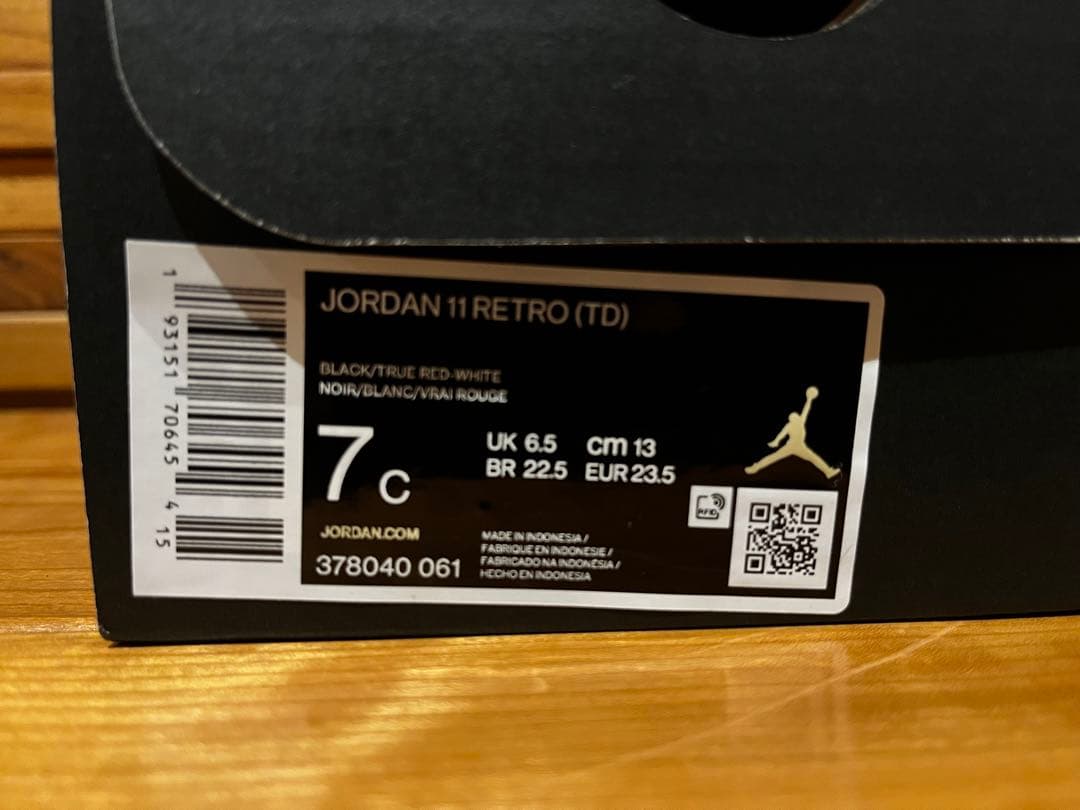 JORDAN 11 RETRO (TD)
BLACK/TRUE RED-WHITE
NOIR/BLANC/VRAI ROUGE
7 C
UK 6.5 cm 13
BR 22.5 EUR 23.5
RFID
JORDAN.COM
378040 061
MADE IN INDONESIA /
FABRIQUE EN INDONESIE /
FABRICADO NA INDONÉSIA /
HECHO EN INDONESIA
1 93151 70645 4 15